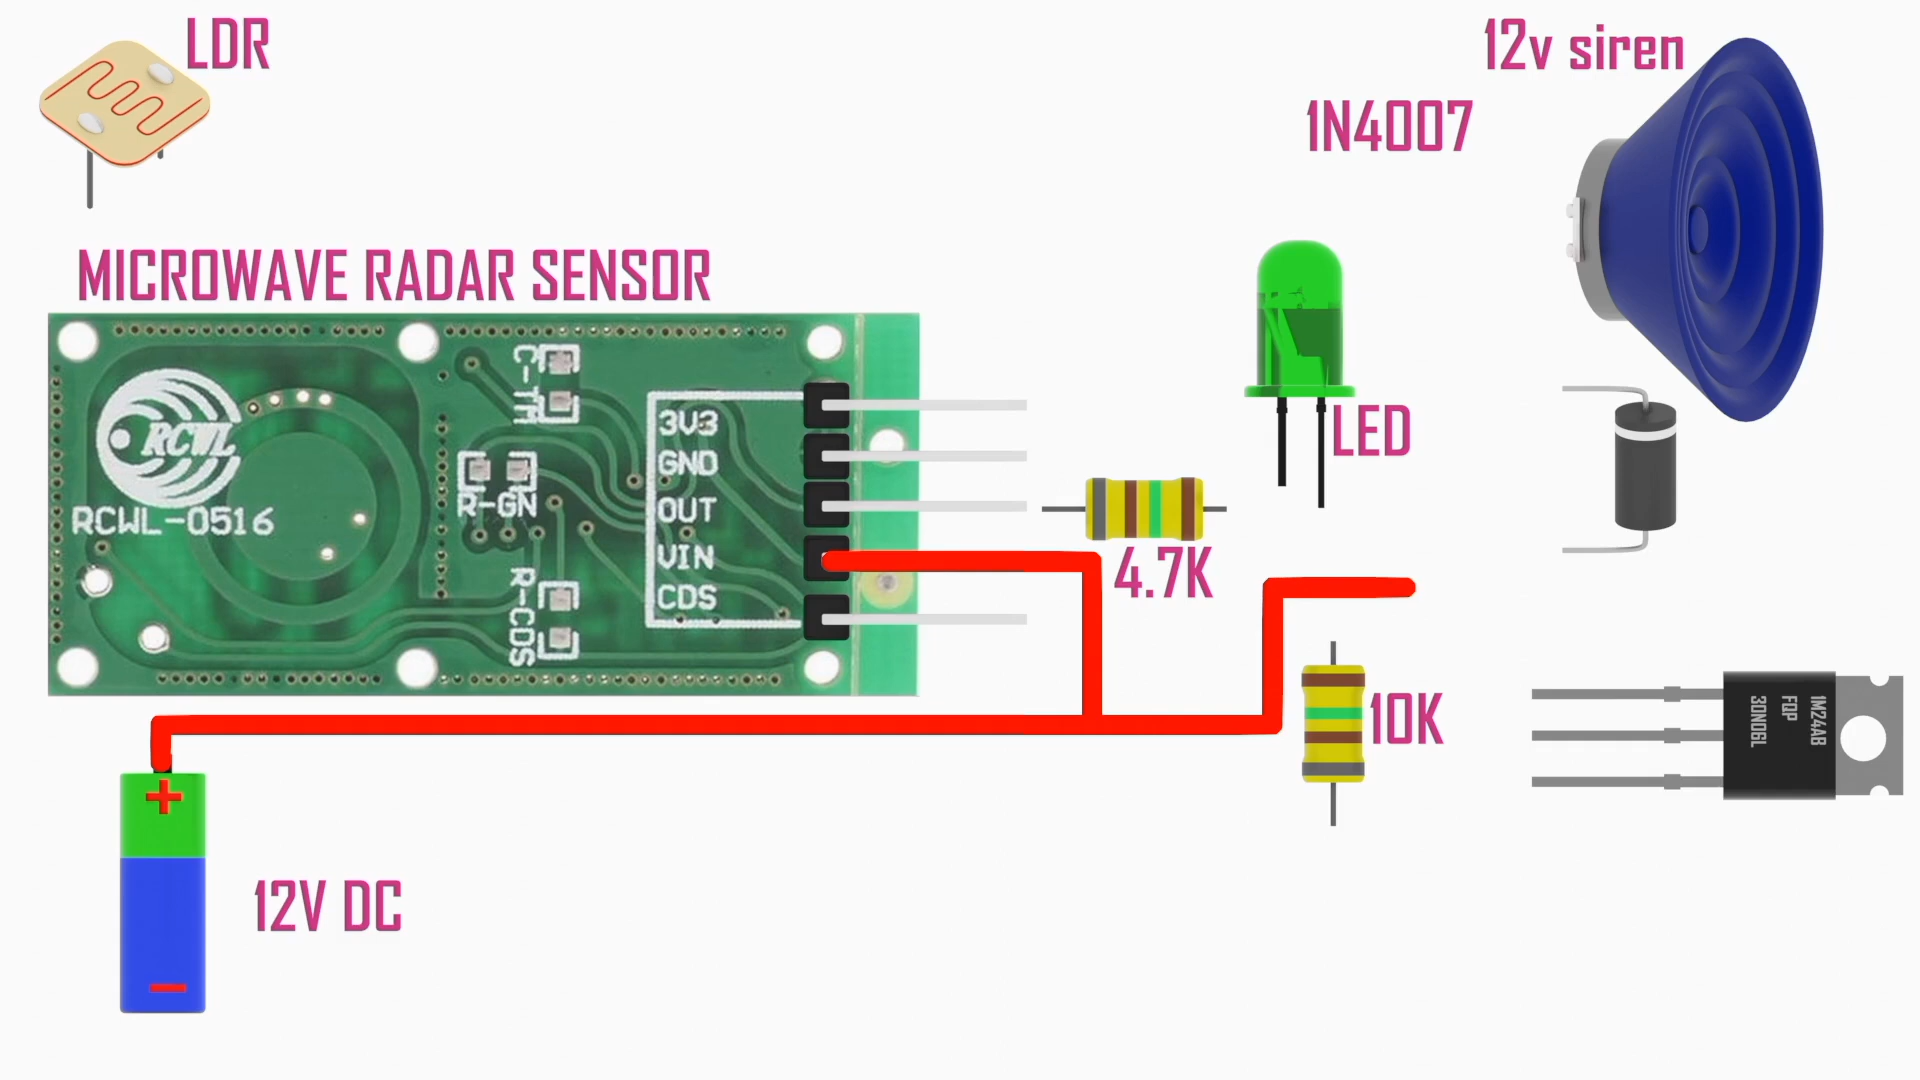 LDR
12v siren
1N4007
MICROWAVE RADAR SENSOR
C-TM
3V3
GND
OUT
VIN
CDS
RCWL
RCWL-0516
R-GN
R-CDS
LED
4.7K
10K
1M24AB
FQP
30N06L
+
12V DC
-